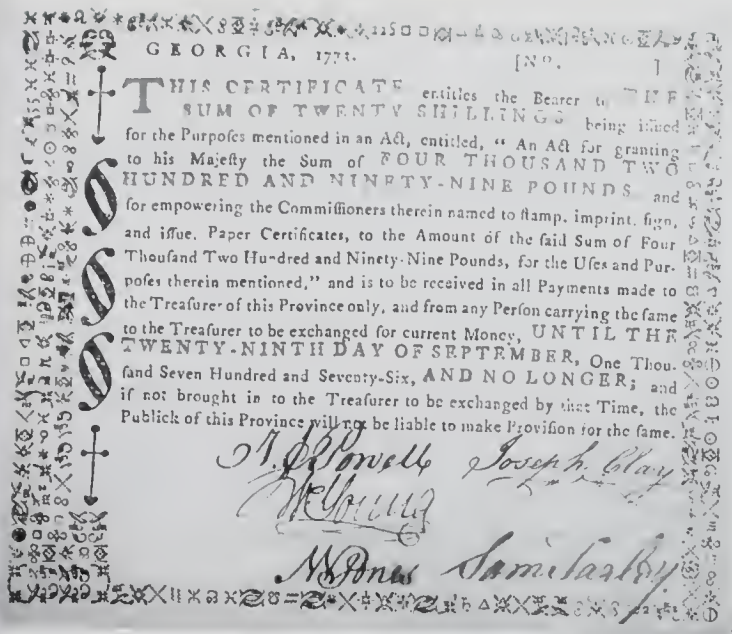 GEORGIA, 177
[No. ]
THIS CERTIFICATE entitles the Bearer to THE
SUM OF TWENTY SHILLINGS being iſſued
for the Purpoſes mentioned in an Act, entitled, " An Act for granting
to his Majeſty the Sum of FOUR THOUSAND TWO
HUNDRED AND NINETY-NINE POUNDS and
for empowering the Commiſſioners therein named to ſtamp, imprint, ſign,
and iſſue, Paper Certificates, to the Amount of the ſaid Sum of Four
Thouſand Two Hundred and Ninety-Nine Pounds, for the Uſes and Pur-
poſes therein mentioned," and is to be received in all Payments made to
the Treaſurer of this Province only, and from any Perſon carrying the ſame
to the Treaſurer to be exchanged for current Money, UNTIL THE
TWENTY-NINTH DAY OF SEPTEMBER, One Thou-
ſand Seven Hundred and Seventy-Six, AND NO LONGER; and
if not brought in to the Treaſurer to be exchanged by that Time, the
Publick of this Province will not be liable to make Proviſion for the ſame.
Powell Joseph Clay
Wm Young
N Jones Saml Farley